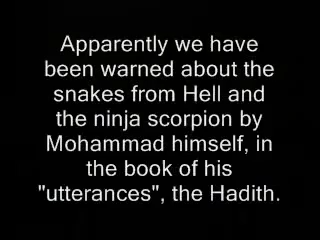 Apparently we have
been warned about the
snakes from Hell and
the ninja scorpion by
Mohammad himself, in
the book of his
"utterances", the Hadith.